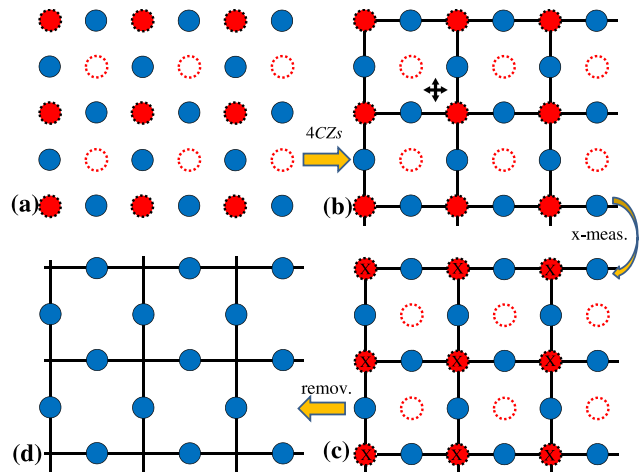 4CZs
(a)
(b)
x-meas.
X X X
X X X
remov.
X X X
(d)
(c)